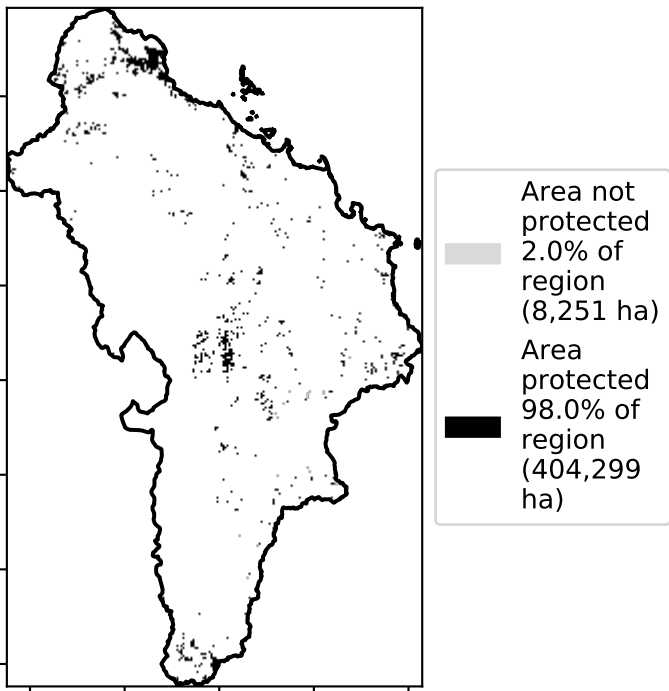 Area not
protected
2.0% of
region
(8,251 ha)
Area
protected
98.0% of
region
(404,299
ha)